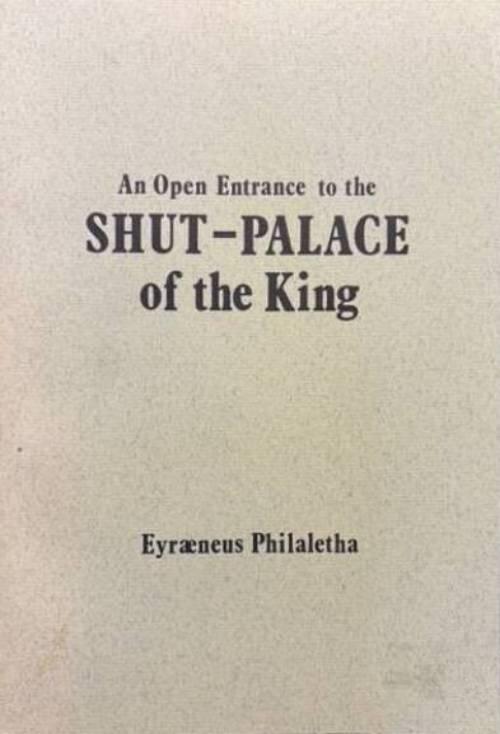 An Open Entrance to the
SHUT-PALACE
of the King
Eyræneus Philaletha